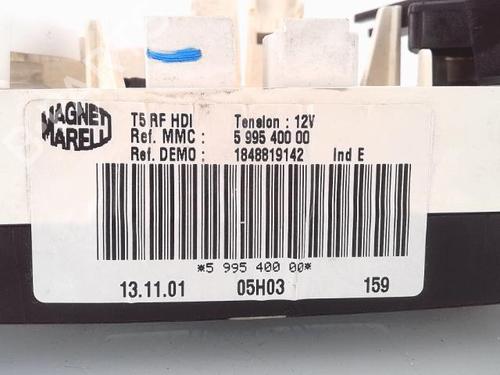 MAGNETI MARELLI
T5 RF HDI Tension : 12V
Ref. MMC : 5 995 400 00
Ref. DEMO : 1848819142 Ind E
*5 995 400 00*
13.11.01 05H03 159